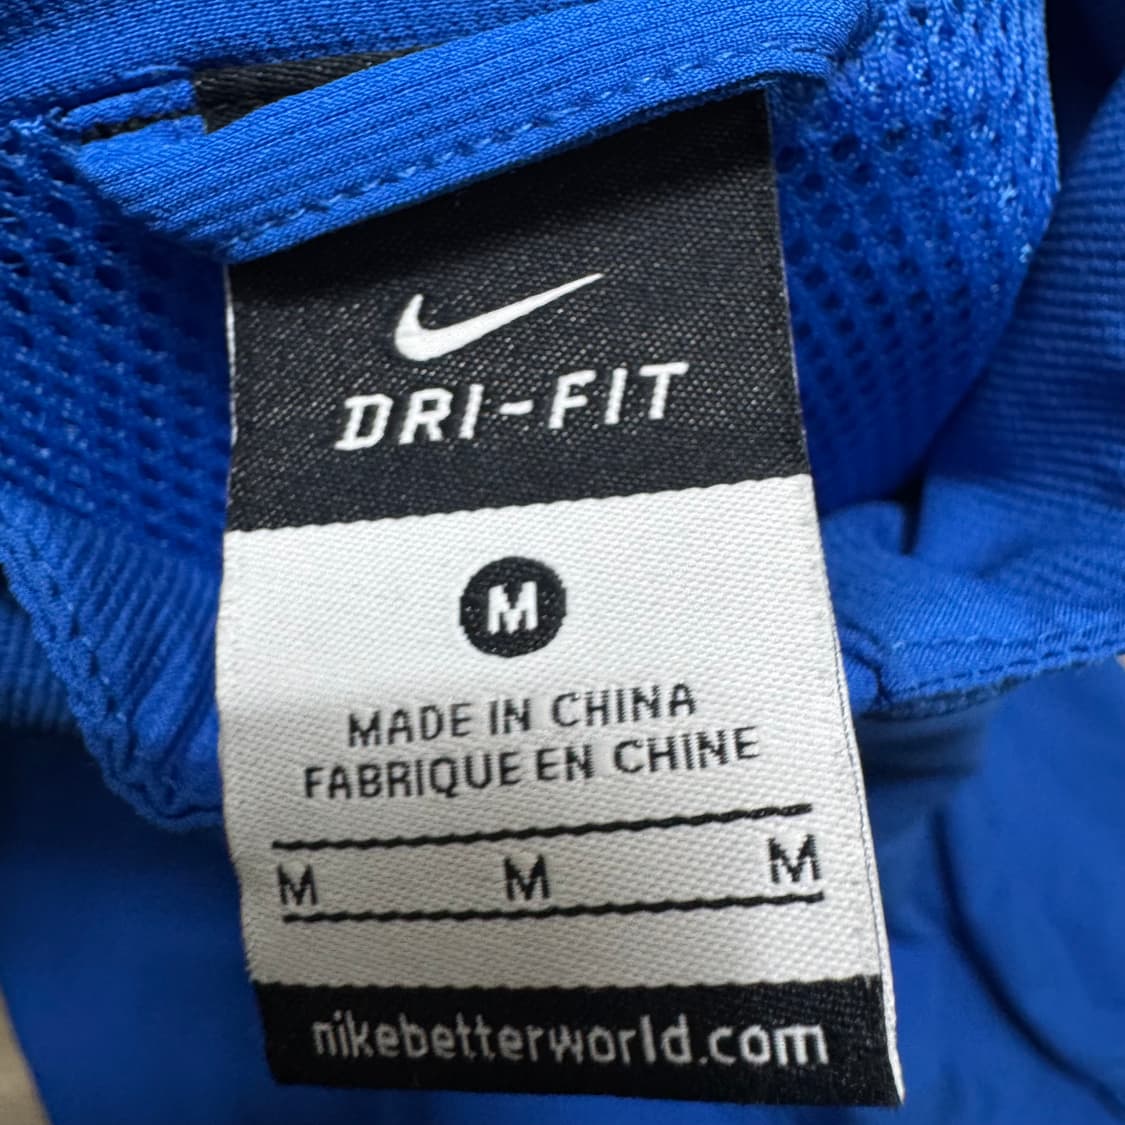 DRI-FIT
M
MADE IN CHINA
FABRIQUE EN CHINE
M M M
nikebetterworld.com